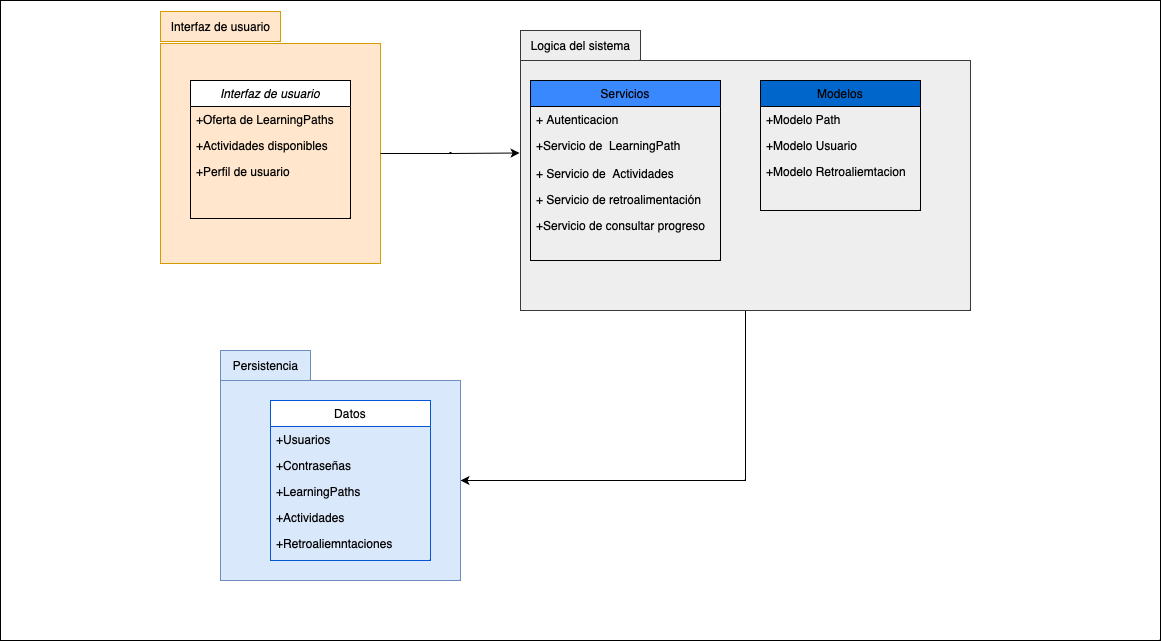 Interfaz de usuario
Interfaz de usuario
+Oferta de LearningPaths
+Actividades disponibles
+Perfil de usuario
Logica del sistema
Servicios
+ Autenticacion
+Servicio de LearningPath
+ Servicio de Actividades
+ Servicio de retroalimentación
+Servicio de consultar progreso
Modelos
+Modelo Path
+Modelo Usuario
+Modelo Retroaliemtacion
Persistencia
Datos
+Usuarios
+Contraseñas
+LearningPaths
+Actividades
+Retroaliemntaciones